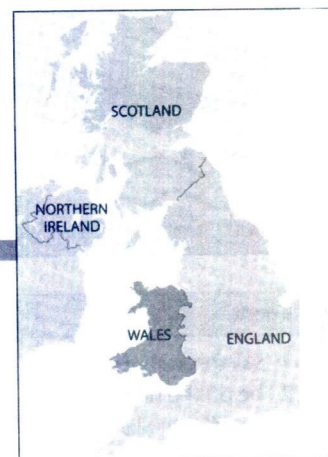 SCOTLAND
NORTHERN
IRELAND
WALES
ENGLAND